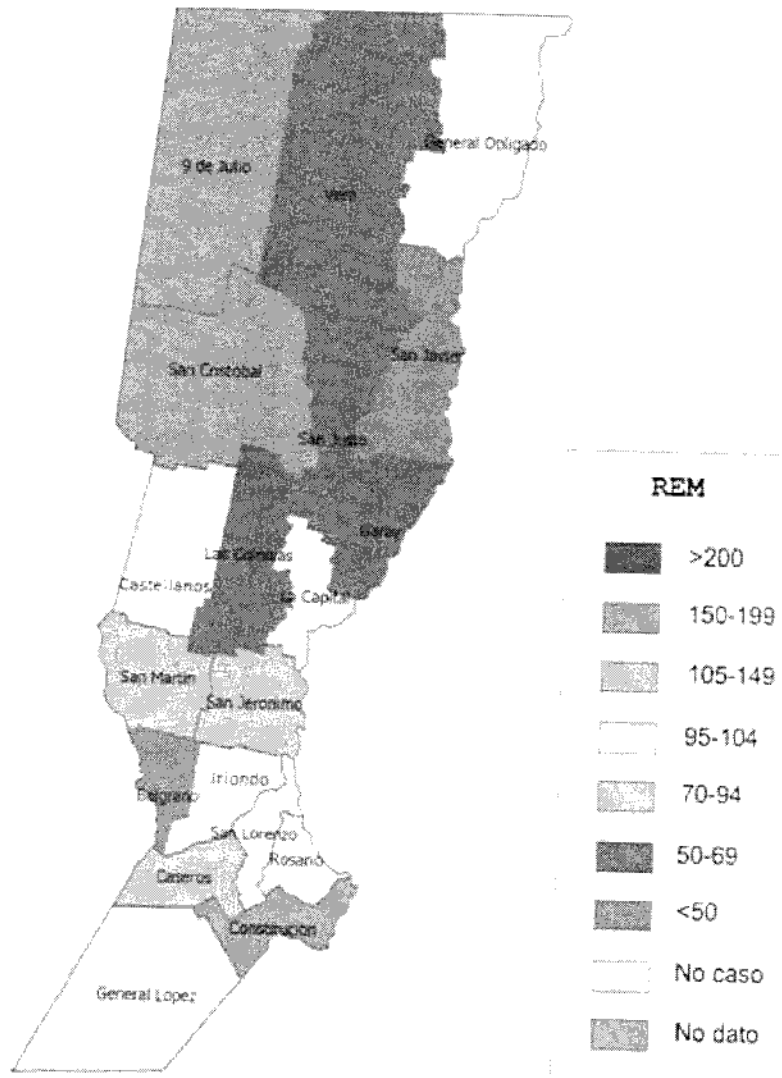 General Obligado
9 de Julio
Vera
San Javier
San Cristobal
San Justo
Garay
Las Colonias
Castellanos
La Capital
San Martin
San Jeronimo
Iriondo
Belgrano
San Lorenzo
Rosario
Caseros
Constitucion
General Lopez
REM
>200
150-199
105-149
95-104
70-94
50-69
<50
No caso
No dato